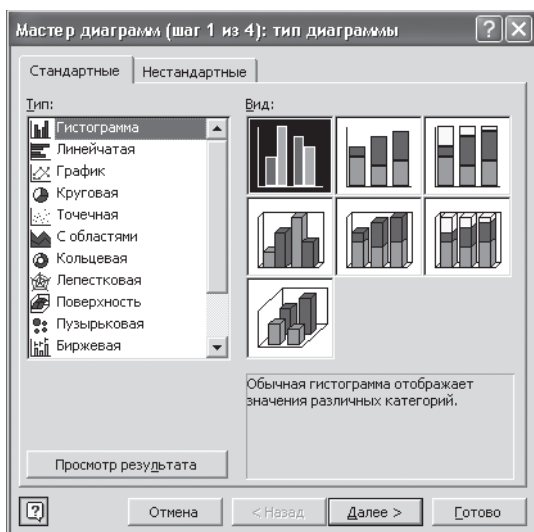 Мастер диаграмм (шаг 1 из 4): тип диаграммы
Стандартные Нестандартные
Тип:
Гистограмма
Линейчатая
График
Круговая
Точечная
С областями
Кольцевая
Лепестковая
Поверхность
Пузырьковая
Биржевая
Вид:
Обычная гистограмма отображает
значения различных категорий.
Просмотр результата
Отмена < Назад Далее > Готово